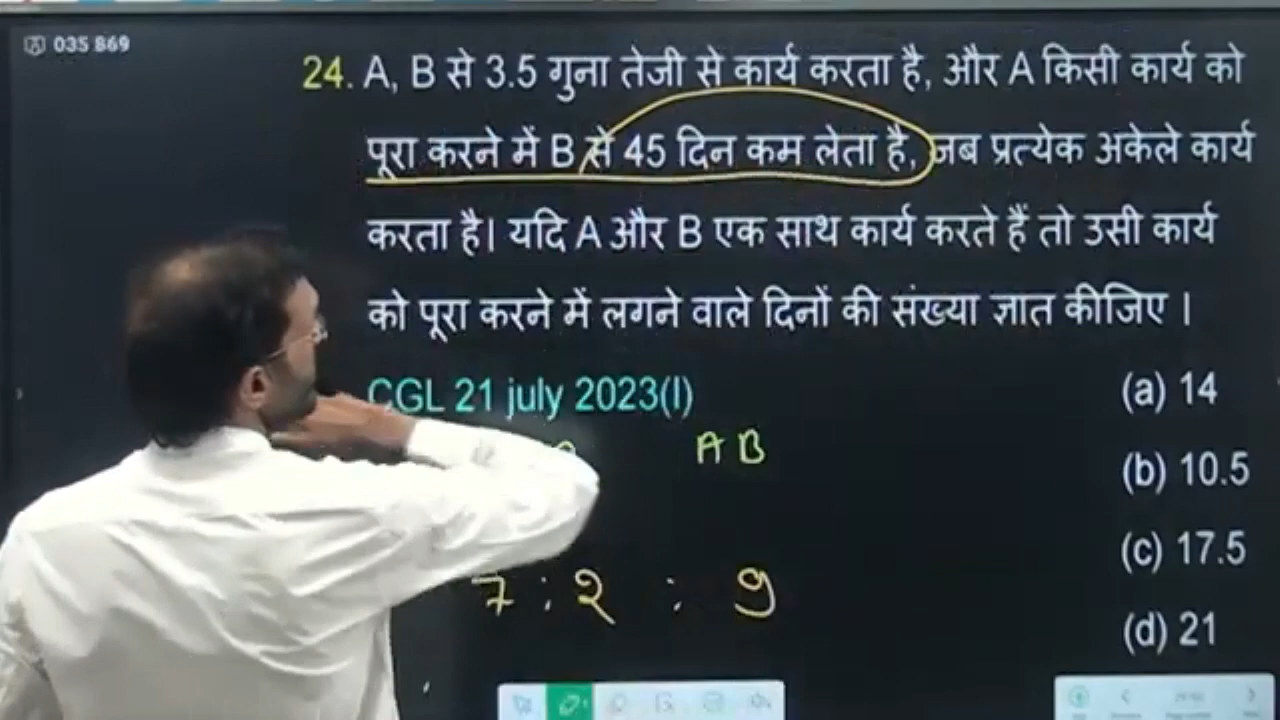 035 869
24. A, B से 3.5 गुना तेजी से कार्य करता है, और A किसी कार्य को
पूरा करने में B से 45 दिन कम लेता है, जब प्रत्येक अकेले कार्य
करता है। यदि A और B एक साथ कार्य करते हैं तो उसी कार्य
को पूरा करने में लगने वाले दिनों की संख्या ज्ञात कीजिए ।
CGL 21 july 2023(I)
(a) 14
A B
(b) 10.5
(c) 17.5
7 : 2 : 9
(d) 21